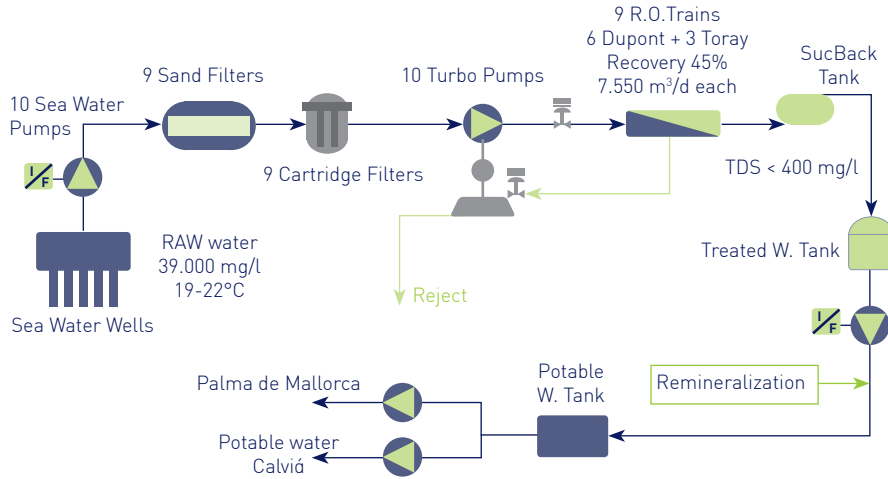 9 R.O.Trains
6 Dupont + 3 Toray
Recovery 45%
7.550 m³/d each
SucBack
Tank
9 Sand Filters
10 Turbo Pumps
10 Sea Water
Pumps
9 Cartridge Filters
I/F
TDS < 400 mg/l
RAW water
39.000 mg/l
19-22°C
Treated W. Tank
Reject
Sea Water Wells
I/F
Potable
W. Tank
Remineralization
Palma de Mallorca
Potable water
Calviá